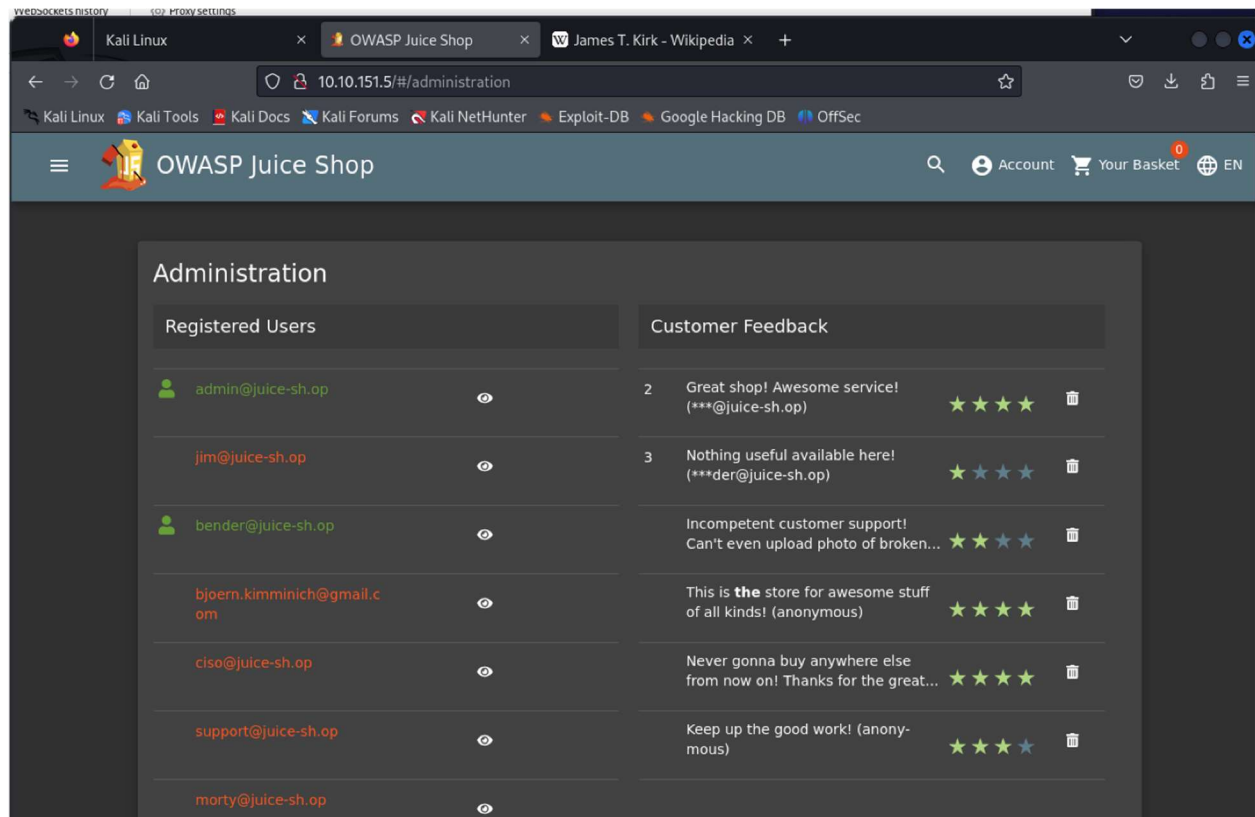 WebSockets history Proxy settings
Kali Linux × OWASP Juice Shop × W James T. Kirk - Wikipedia × +
10.10.151.5/#/administration
Kali Linux Kali Tools Kali Docs Kali Forums Kali NetHunter Exploit-DB Google Hacking DB OffSec
OWASP Juice Shop Account Your Basket 0 EN
Administration
Registered Users
Customer Feedback
admin@juice-sh.op
jim@juice-sh.op
bender@juice-sh.op
bjoern.kimminich@gmail.c
om
ciso@juice-sh.op
support@juice-sh.op
morty@juice-sh.op
2 Great shop! Awesome service!
(***@juice-sh.op)
3 Nothing useful available here!
(***der@juice-sh.op)
Incompetent customer support!
Can't even upload photo of broken...
This is the store for awesome stuff
of all kinds! (anonymous)
Never gonna buy anywhere else
from now on! Thanks for the great...
Keep up the good work! (anony-
mous)